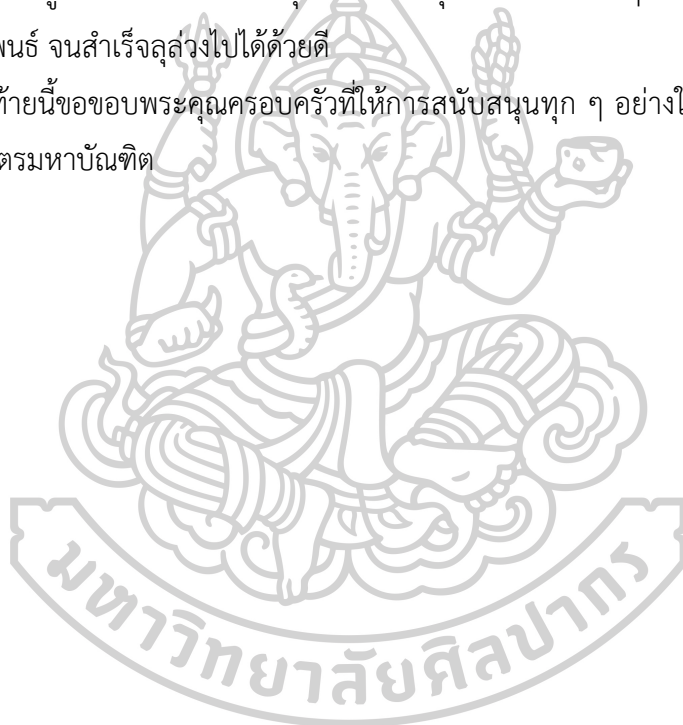 พนธ์ จนสำเร็จลุล่วงไปได้ด้วยดี
ท้ายนี้ขอขอบพระคุณครอบครัวที่ให้การสนับสนุนทุก ๆ อย่างใ
ตรมหาบัณฑิต
มหาวิทยาลัยศิลปากร